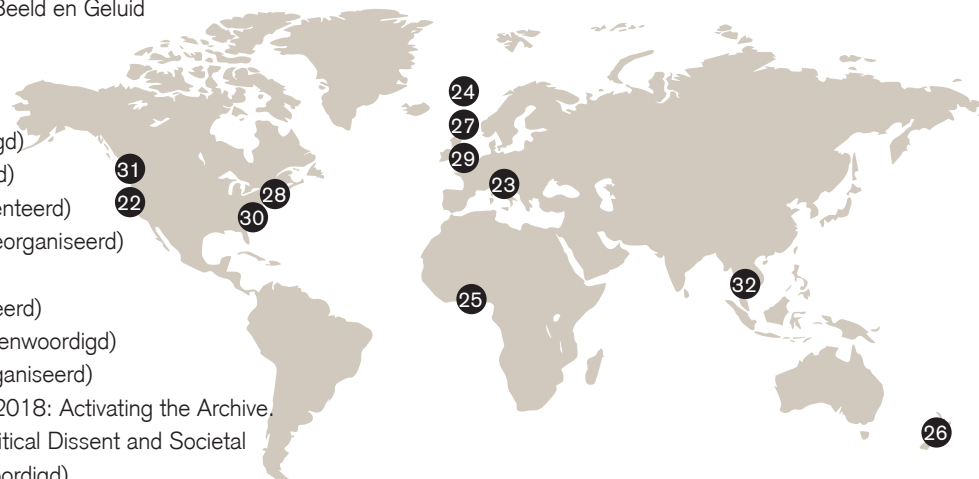 Beeld en Geluid
gd)
d)
enteerd)
eorganiseerd)
eerd)
enwoordigd)
ganiseerd)
2018: Activating the Archive.
itical Dissent and Societal
oordigd)
24
27
31
29
23
28
22
30
32
25
26